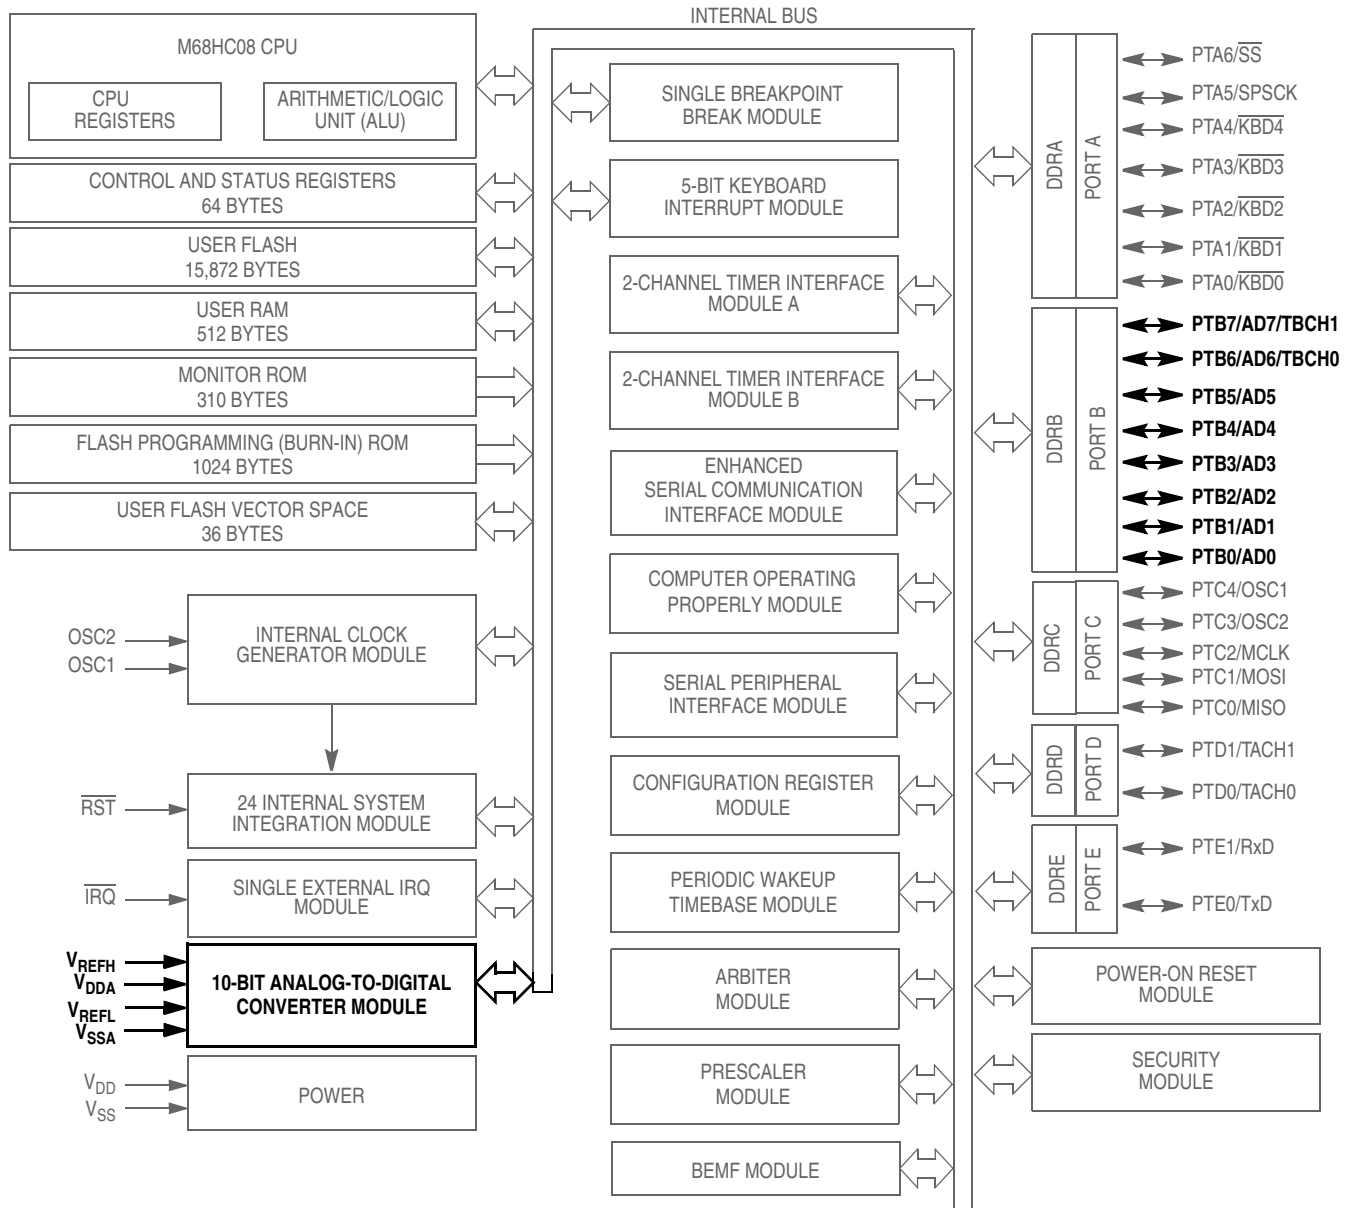 INTERNAL BUS
M68HC08 CPU
CPU
REGISTERS
ARITHMETIC/LOGIC
UNIT (ALU)
CONTROL AND STATUS REGISTERS
64 BYTES
USER FLASH
15,872 BYTES
USER RAM
512 BYTES
MONITOR ROM
310 BYTES
FLASH PROGRAMMING (BURN-IN) ROM
1024 BYTES
USER FLASH VECTOR SPACE
36 BYTES
OSC2
OSC1
INTERNAL CLOCK
GENERATOR MODULE
RST
24 INTERNAL SYSTEM
INTEGRATION MODULE
IRQ
SINGLE EXTERNAL IRQ
MODULE
VREFH
VDDA
VREFL
VSSA
10-BIT ANALOG-TO-DIGITAL
CONVERTER MODULE
VDD
VSS
POWER
SINGLE BREAKPOINT
BREAK MODULE
5-BIT KEYBOARD
INTERRUPT MODULE
2-CHANNEL TIMER INTERFACE
MODULE A
2-CHANNEL TIMER INTERFACE
MODULE B
ENHANCED
SERIAL COMMUNICATION
INTERFACE MODULE
COMPUTER OPERATING
PROPERLY MODULE
SERIAL PERIPHERAL
INTERFACE MODULE
CONFIGURATION REGISTER
MODULE
PERIODIC WAKEUP
TIMEBASE MODULE
ARBITER
MODULE
PRESCALER
MODULE
BEMF MODULE
DDRA
PORT A
PTA6/SS
PTA5/SPSCK
PTA4/KBD4
PTA3/KBD3
PTA2/KBD2
PTA1/KBD1
PTA0/KBD0
DDRB
PORT B
PTB7/AD7/TBCH1
PTB6/AD6/TBCH0
PTB5/AD5
PTB4/AD4
PTB3/AD3
PTB2/AD2
PTB1/AD1
PTB0/AD0
DDRC
PORT C
PTC4/OSC1
PTC3/OSC2
PTC2/MCLK
PTC1/MOSI
PTC0/MISO
DDRD
PORT D
PTD1/TACH1
PTD0/TACH0
DDRE
PORT E
PTE1/RxD
PTE0/TxD
POWER-ON RESET
MODULE
SECURITY
MODULE